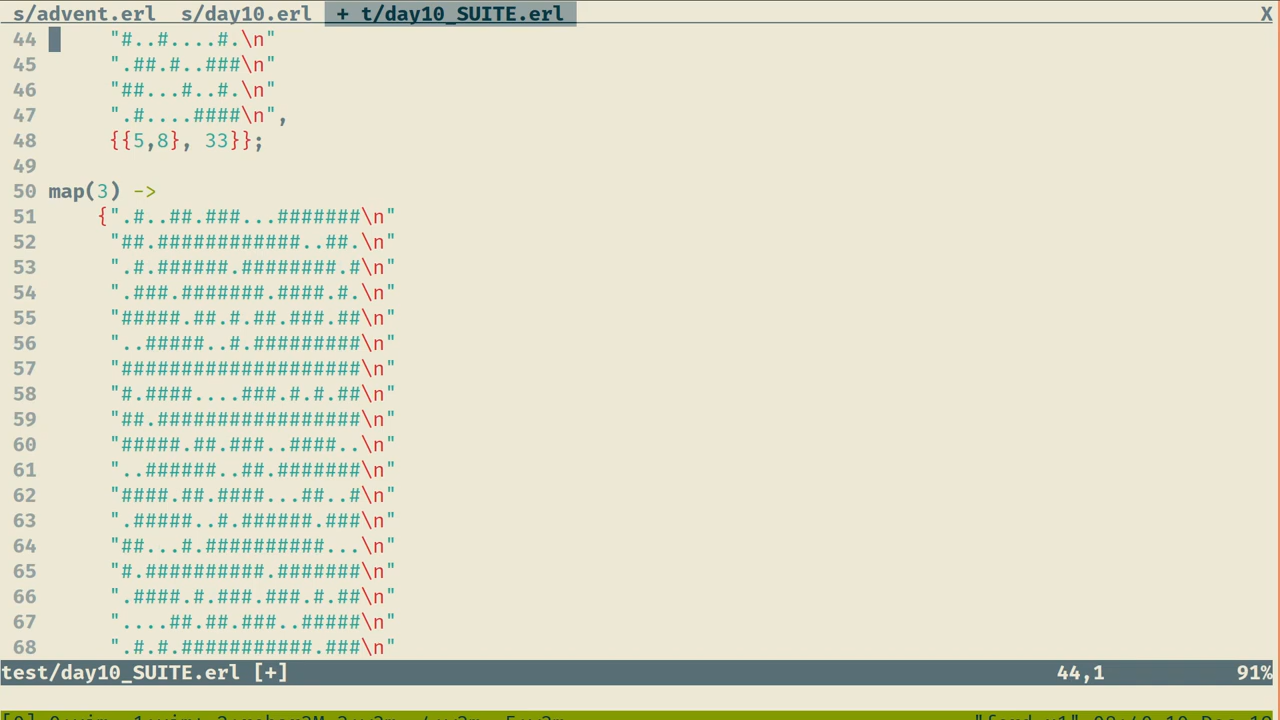 s/advent.erl  s/day10.erl  + t/day10_SUITE.erl  X
44      "#..#....#.\n"
45      ".##.#..###\n"
46      "##...#..#.\n"
47      ".#....####\n",
48      {{5,8}, 33}};
49
50 map(3) ->
51     {".#..##.###...#######\n"
52      "##.############..##.\n"
53      ".#.######.########.#\n"
54      ".###.#######.####.#.\n"
55      "#####.##.#.##.###.##\n"
56      "..#####..#.#########\n"
57      "####################\n"
58      "#.####....###.#.#.##\n"
59      "##.#################\n"
60      "#####.##.###..####..\n"
61      "..######..##.#######\n"
62      "####.##.####...##..#\n"
63      ".#####..#.######.###\n"
64      "##...#.##########...\n"
65      "#.##########.#######\n"
66      ".####.#.###.###.#.##\n"
67      "....##.##.###..#####\n"
68      ".#.#.###########.###\n"
test/day10_SUITE.erl [+]  44,1  91%